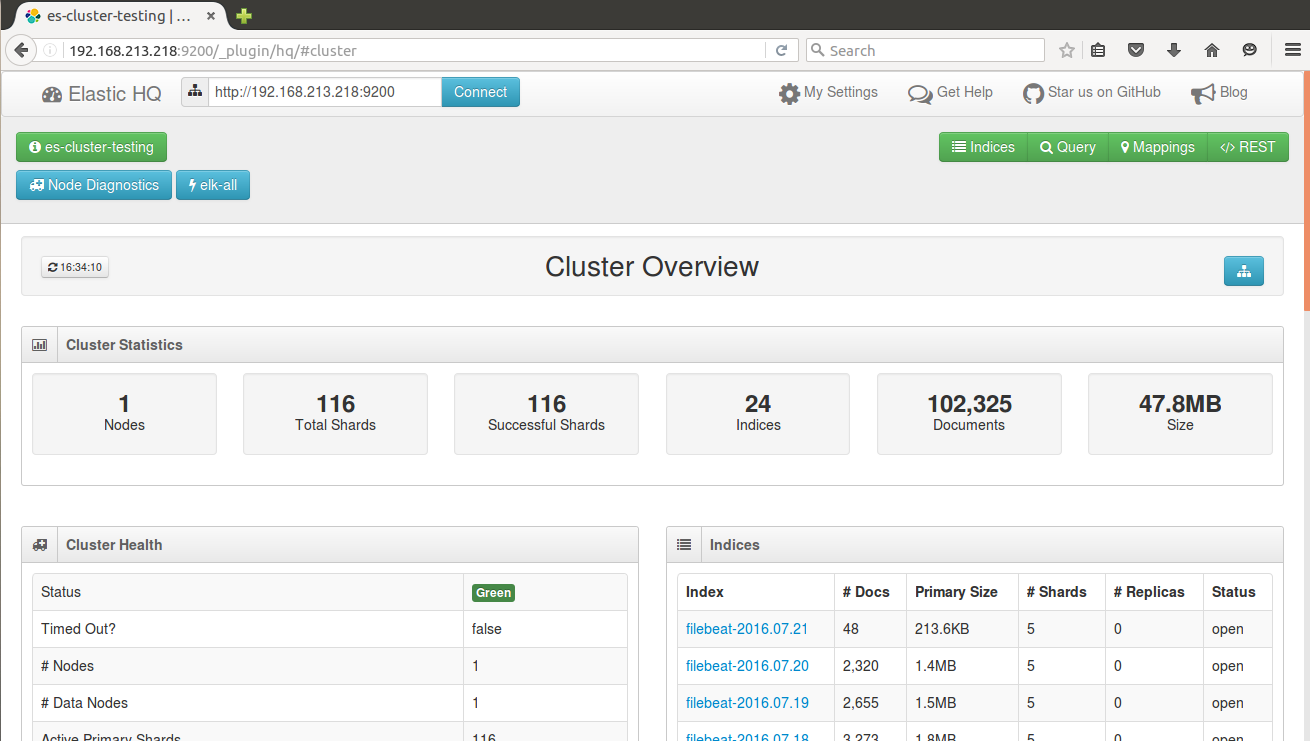 es-cluster-testing | ...
192.168.213.218:9200/_plugin/hq/#cluster
Search
Elastic HQ
http://192.168.213.218:9200
Connect
My Settings
Get Help
Star us on GitHub
Blog
es-cluster-testing
Indices
Query
Mappings
</> REST
Node Diagnostics
elk-all
16:34:10
Cluster Overview
Cluster Statistics
1
Nodes
116
Total Shards
116
Successful Shards
24
Indices
102,325
Documents
47.8MB
Size
Cluster Health
Status Green
Timed Out? false
# Nodes 1
# Data Nodes 1
Active Primary Shards 116
Indices
Index # Docs Primary Size # Shards # Replicas Status
filebeat-2016.07.21 48 213.6KB 5 0 open
filebeat-2016.07.20 2,320 1.4MB 5 0 open
filebeat-2016.07.19 2,655 1.5MB 5 0 open
filebeat-2016.07.18 3,273 1.8MB 5 0 open